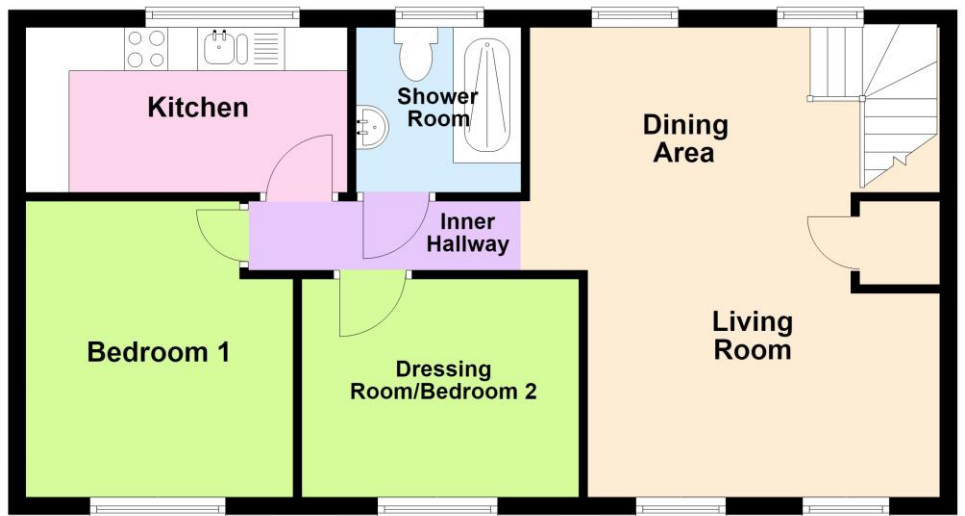 Kitchen
Shower
Room
Dining
Area
Inner
Hallway
Bedroom 1
Dressing
Room/Bedroom 2
Living
Room